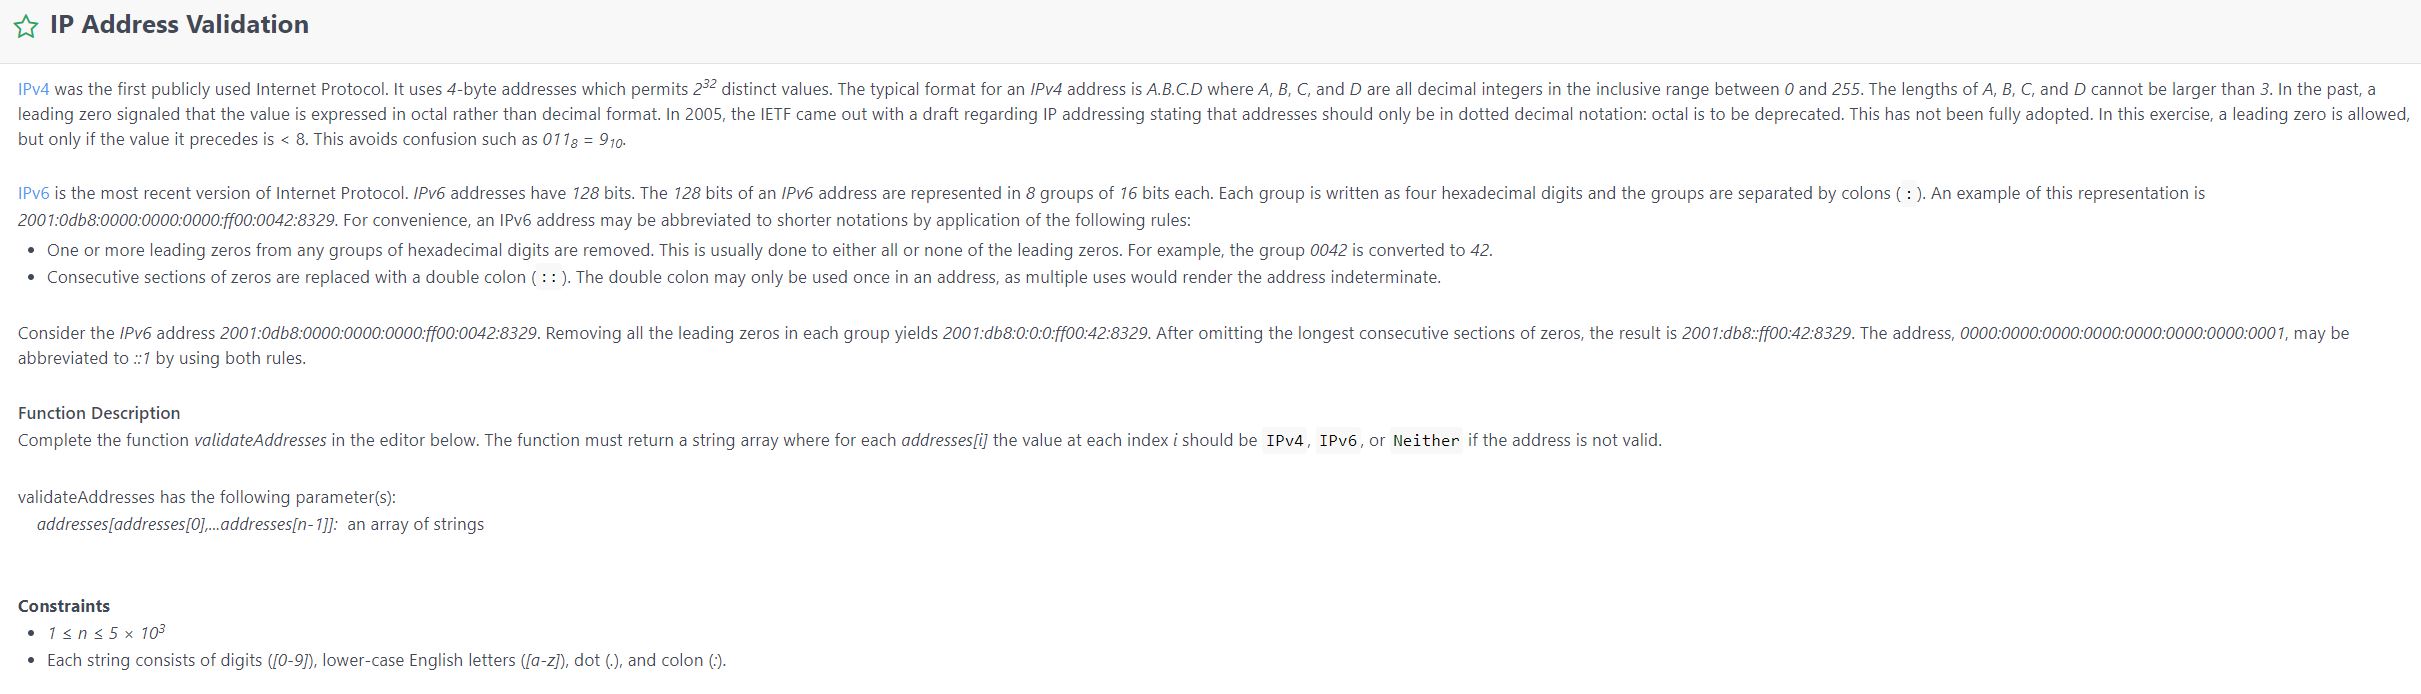 IP Address Validation
IPv4 was the first publicly used Internet Protocol. It uses 4-byte addresses which permits 2^32 distinct values. The typical format for an IPv4 address is A.B.C.D where A, B, C, and D are all decimal integers in the inclusive range between 0 and 255. The lengths of A, B, C, and D cannot be larger than 3. In the past, a
leading zero signaled that the value is expressed in octal rather than decimal format. In 2005, the IETF came out with a draft regarding IP addressing stating that addresses should only be in dotted decimal notation: octal is to be deprecated. This has not been fully adopted. In this exercise, a leading zero is allowed,
but only if the value it precedes is < 8. This avoids confusion such as 011₈ = 9₁₀.
IPv6 is the most recent version of Internet Protocol. IPv6 addresses have 128 bits. The 128 bits of an IPv6 address are represented in 8 groups of 16 bits each. Each group is written as four hexadecimal digits and the groups are separated by colons ( : ). An example of this representation is
2001:0db8:0000:0000:0000:ff00:0042:8329. For convenience, an IPv6 address may be abbreviated to shorter notations by application of the following rules:
• One or more leading zeros from any groups of hexadecimal digits are removed. This is usually done to either all or none of the leading zeros. For example, the group 0042 is converted to 42.
• Consecutive sections of zeros are replaced with a double colon ( :: ). The double colon may only be used once in an address, as multiple uses would render the address indeterminate.
Consider the IPv6 address 2001:0db8:0000:0000:0000:ff00:0042:8329. Removing all the leading zeros in each group yields 2001:db8:0:0:0:ff00:42:8329. After omitting the longest consecutive sections of zeros, the result is 2001:db8::ff00:42:8329. The address, 0000:0000:0000:0000:0000:0000:0000:0001, may be
abbreviated to ::1 by using both rules.
Function Description
Complete the function validateAddresses in the editor below. The function must return a string array where for each addresses[i] the value at each index i should be IPv4, IPv6, or Neither if the address is not valid.
validateAddresses has the following parameter(s):
addresses[addresses[0],...addresses[n-1]]: an array of strings
Constraints
• 1 ≤ n ≤ 5 × 10^3
• Each string consists of digits ([0-9]), lower-case English letters ([a-z]), dot (.), and colon (:).